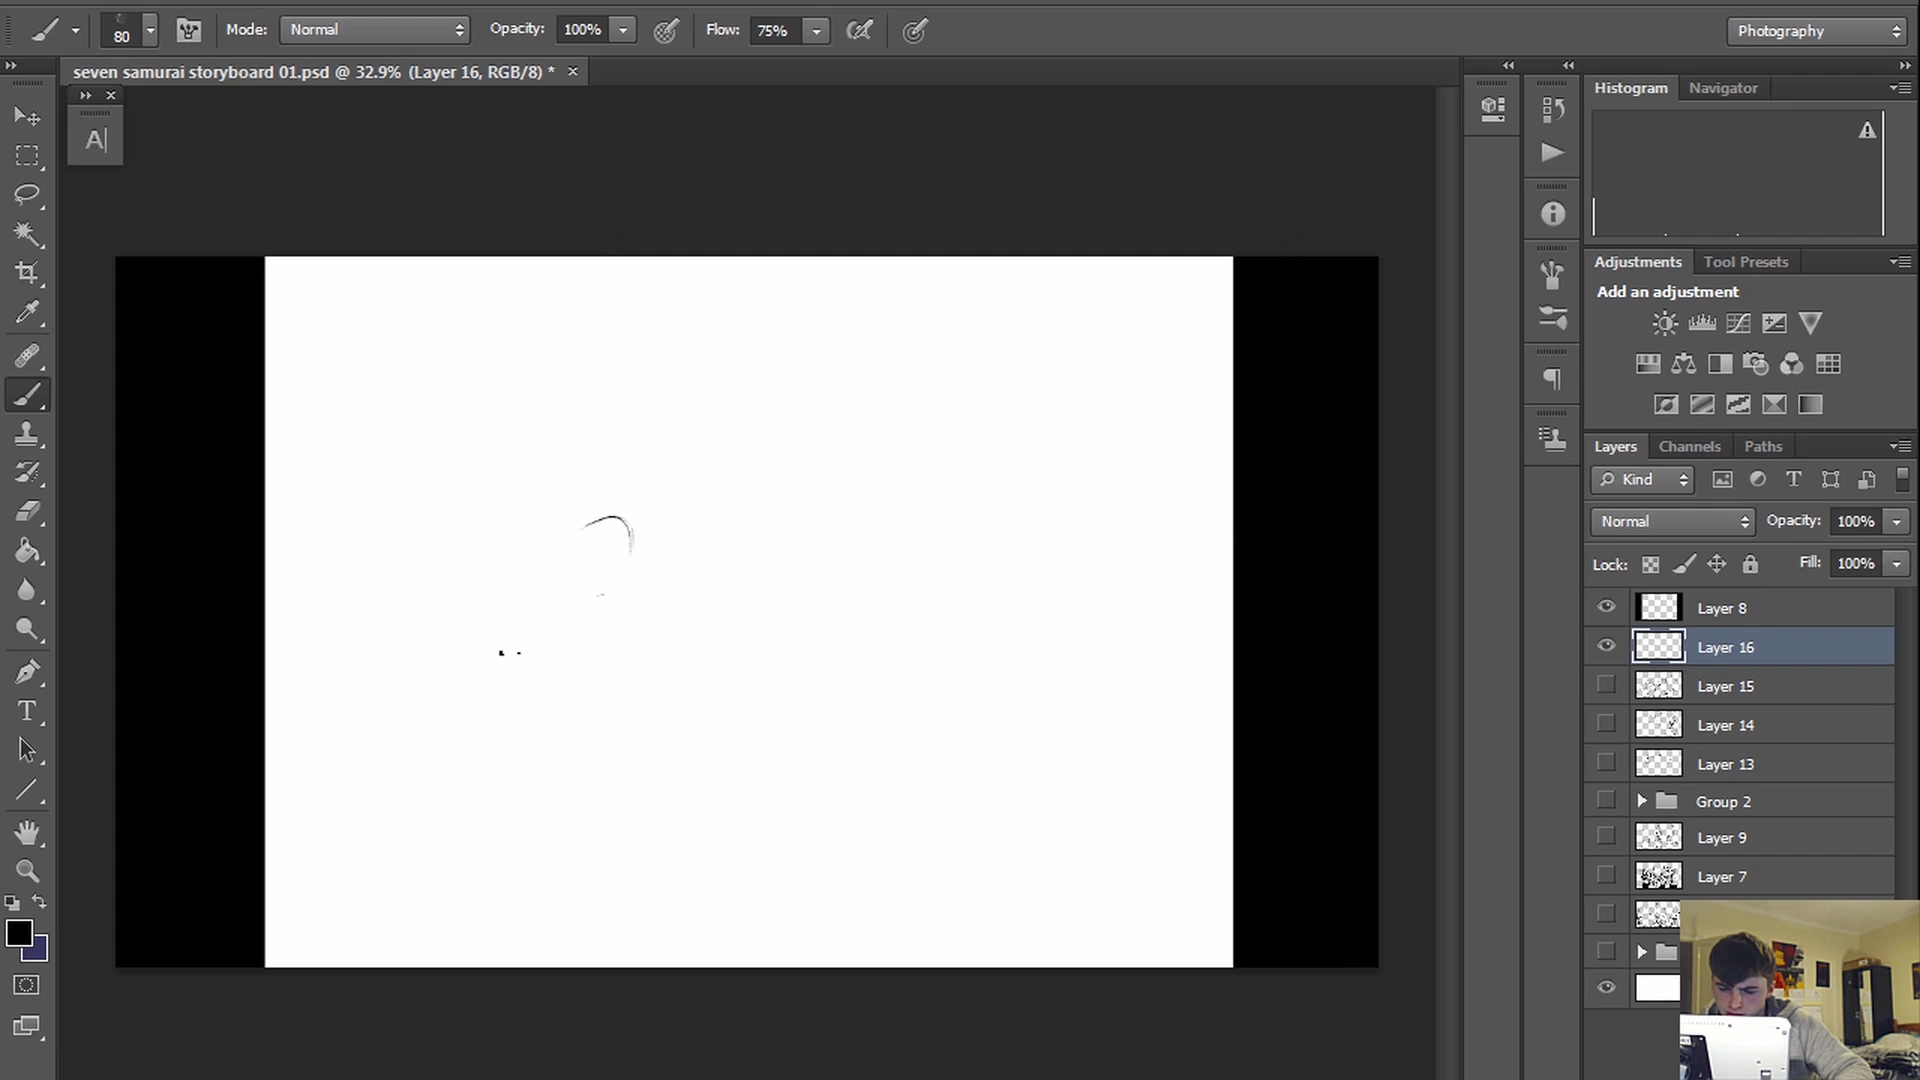 80
Mode:
Normal
Opacity:
100%
Flow:
75%
Photography
seven samurai storyboard 01.psd @ 32.9% (Layer 16, RGB/8) *
A
Histogram
Navigator
Adjustments
Tool Presets
Add an adjustment
Layers
Channels
Paths
Kind
Normal
Opacity:
100%
Lock:
Fill:
100%
Layer 8
Layer 16
Layer 15
Layer 14
Layer 13
Group 2
Layer 9
Layer 7
T